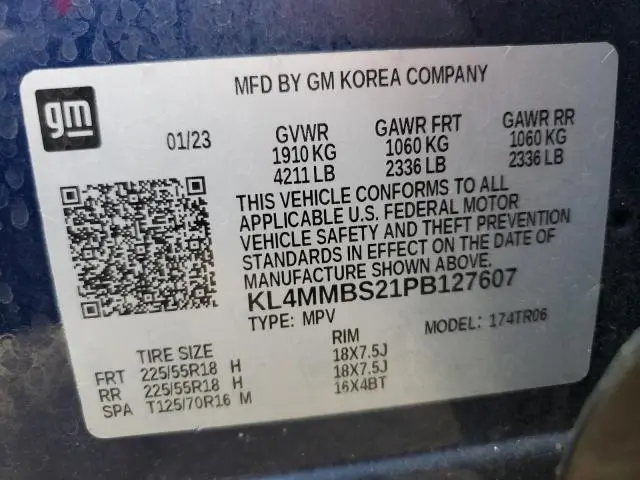 gm
MFD BY GM KOREA COMPANY
01/23 GVWR GAWR FRT GAWR RR
1910 KG 1060 KG 1060 KG
4211 LB 2336 LB 2336 LB
THIS VEHICLE CONFORMS TO ALL
APPLICABLE U.S. FEDERAL MOTOR
VEHICLE SAFETY AND THEFT PREVENTION
STANDARDS IN EFFECT ON THE DATE OF
MANUFACTURE SHOWN ABOVE.
KL4MMBS21PB127607
TYPE: MPV MODEL: 174TR06
TIRE SIZE RIM
FRT 225/55R18 H 18X7.5J
RR 225/55R18 H 18X7.5J
SPA T125/70R16 M 16X4BT